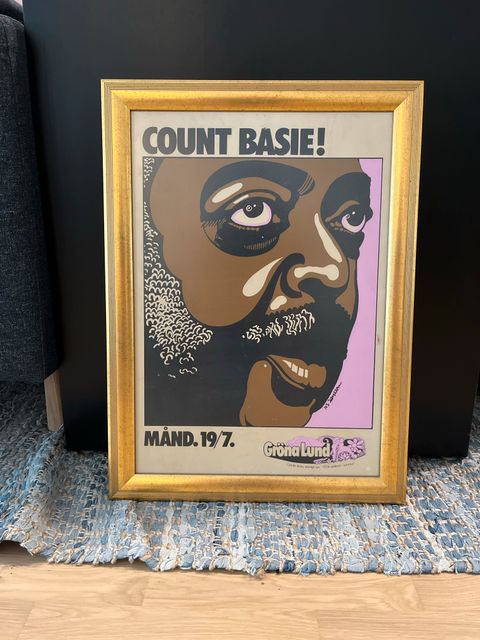 COUNT BASIE!
MÅND. 19/7.
Gröna Lund